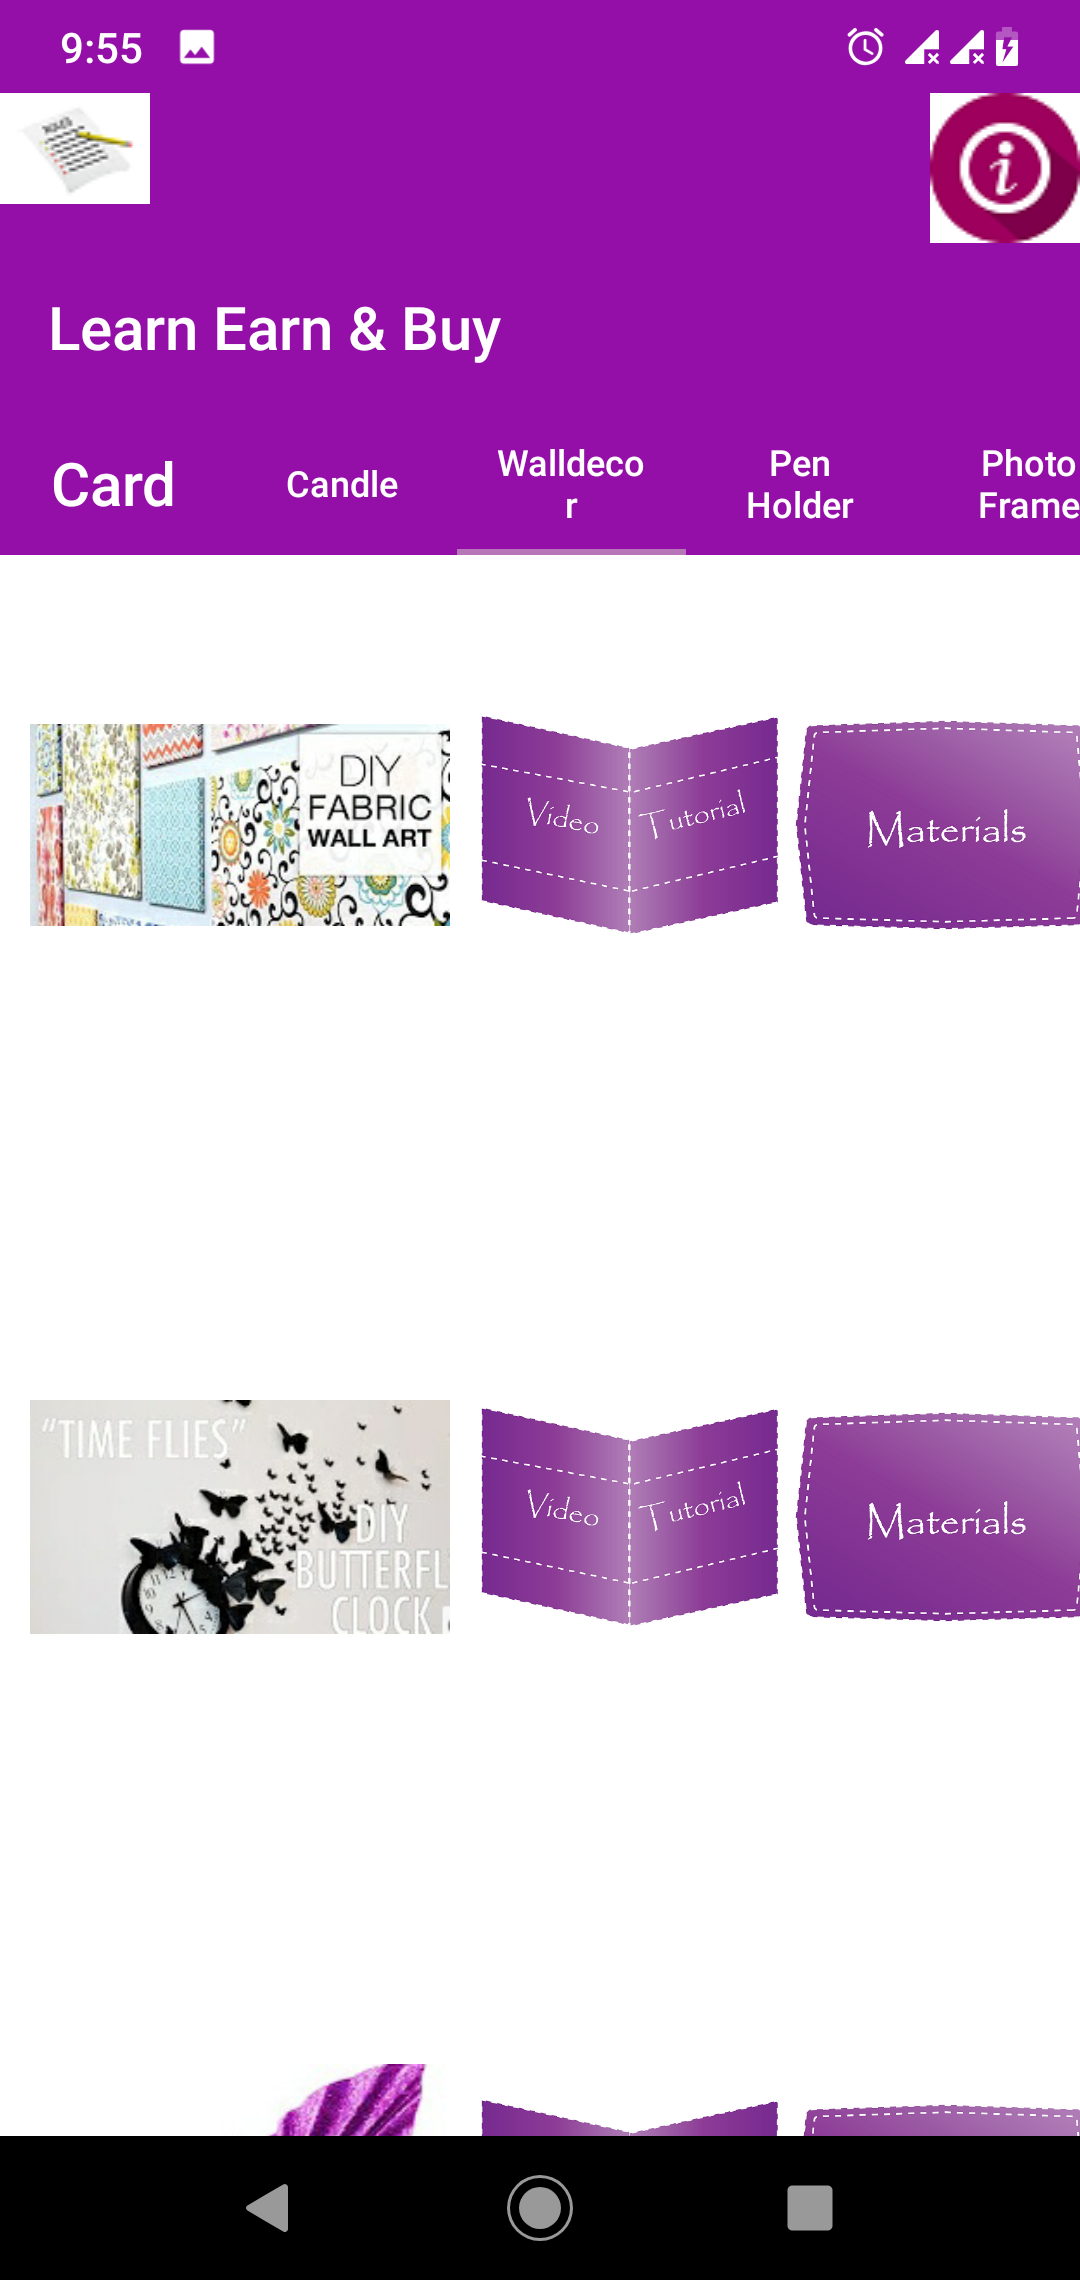 9:55
Learn Earn & Buy
Card
Candle
Walldeco
r
Pen
Holder
Photo
Frame
DIY
FABRIC
WALL ART
Video Tutorial
Materials
"TIME FLIES"
DIY
BUTTERFL
CLOCK
Video Tutorial
Materials